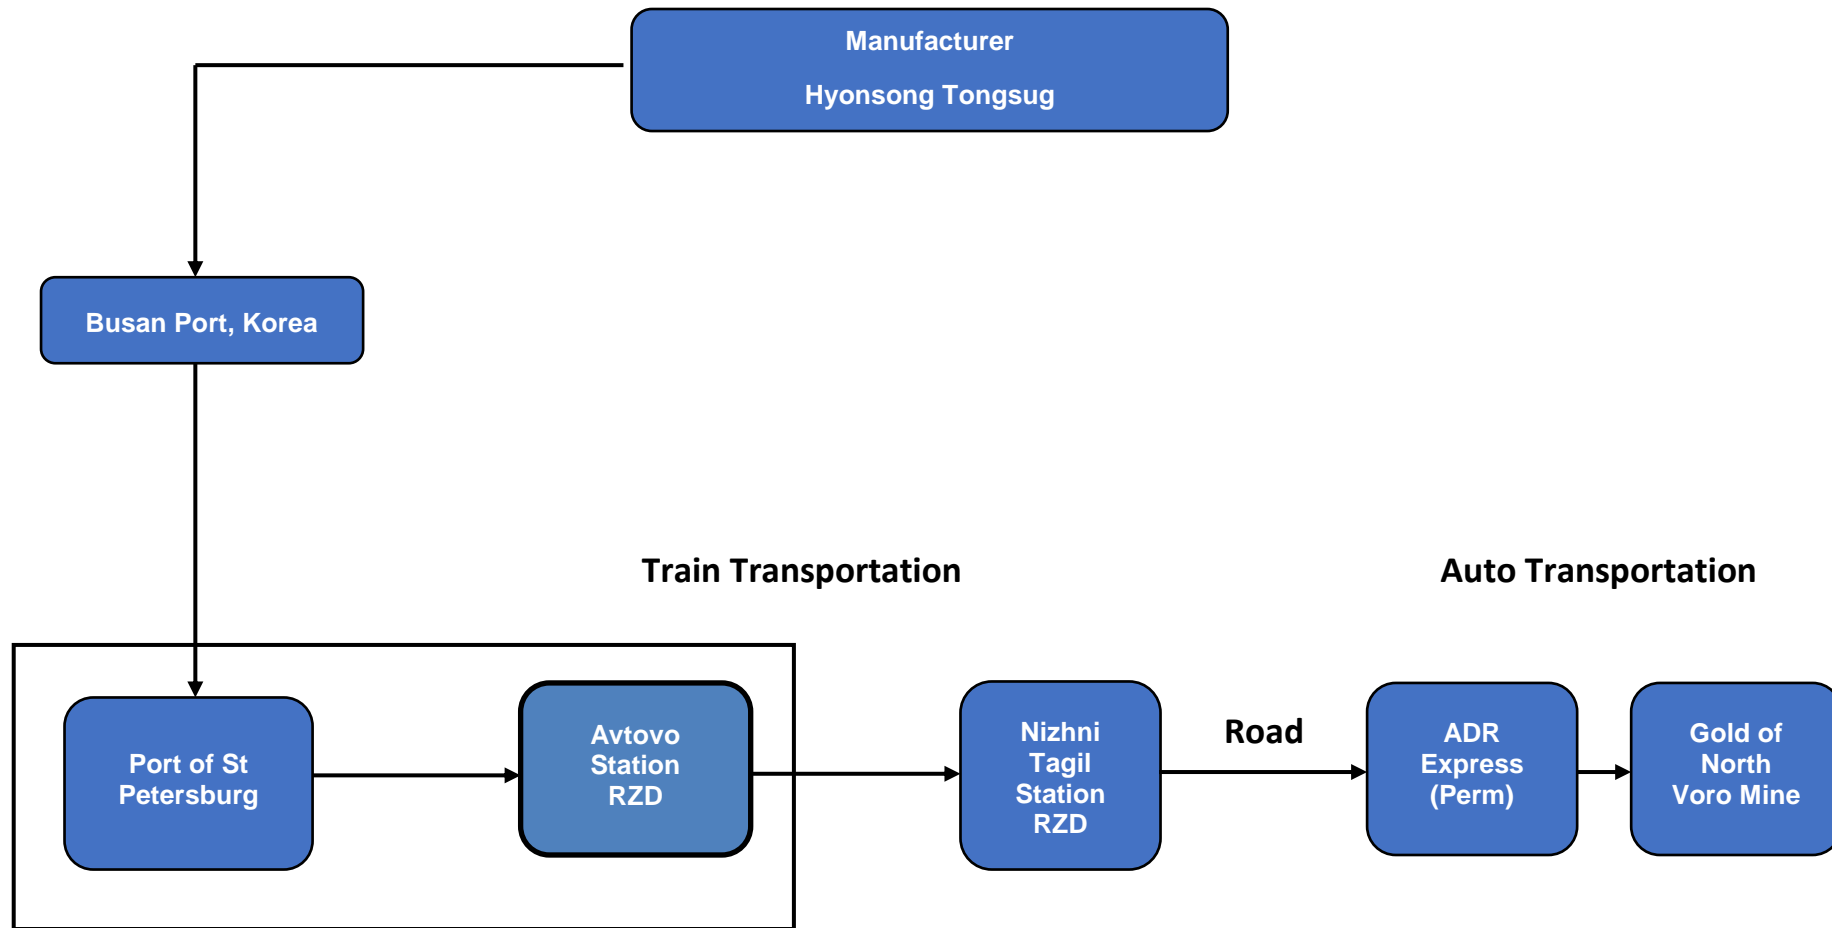 Manufacturer
Hyonsong Tongsug
Busan Port, Korea
Train Transportation
Auto Transportation
Port of St
Petersburg
Avtovo
Station
RZD
Nizhni
Tagil
Station
RZD
Road
ADR
Express
(Perm)
Gold of
North
Voro Mine